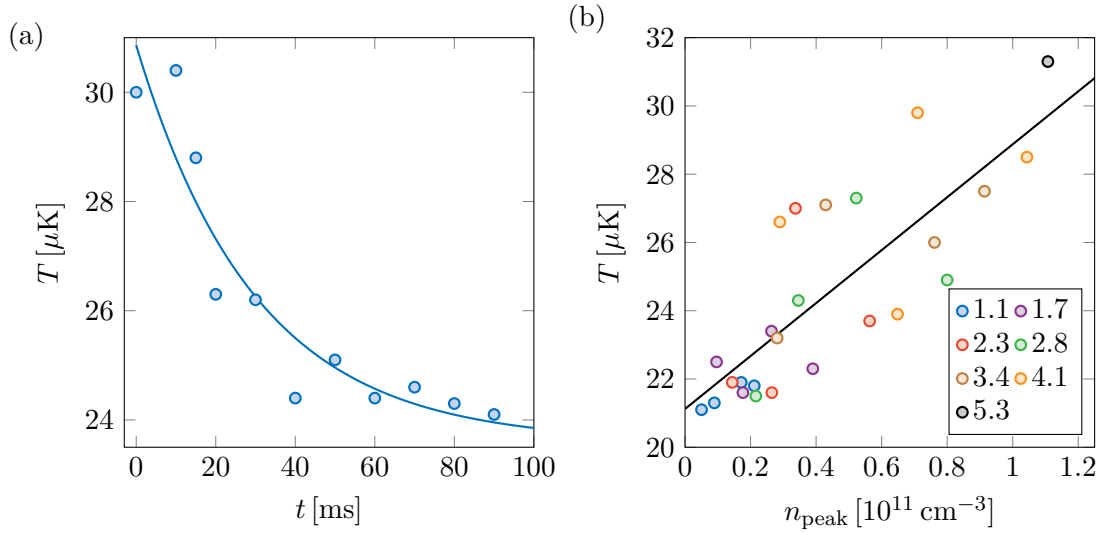 (a)
30
28
26
24
0 20 40 60 80 100
T [μK]
t [ms]
(b)
32
30
28
26
24
22
20
0 0.2 0.4 0.6 0.8 1 1.2
T [μK]
n_peak [10^11 cm^−3]
1.1 1.7
2.3 2.8
3.4 4.1
5.3